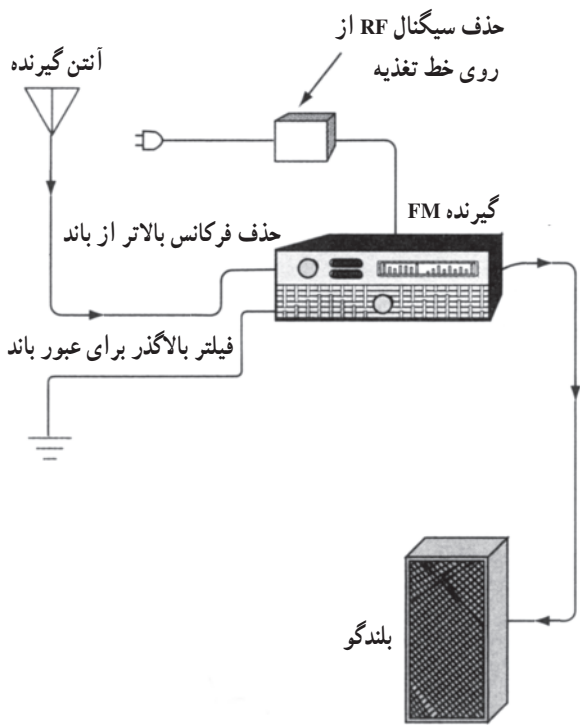 حذف سیگنال RF از
روی خط تغذیه
آنتن گیرنده
گیرنده FM
حذف فرکانس بالاتر از باند
فیلتر بالاگذر برای عبور باند
بلندگو